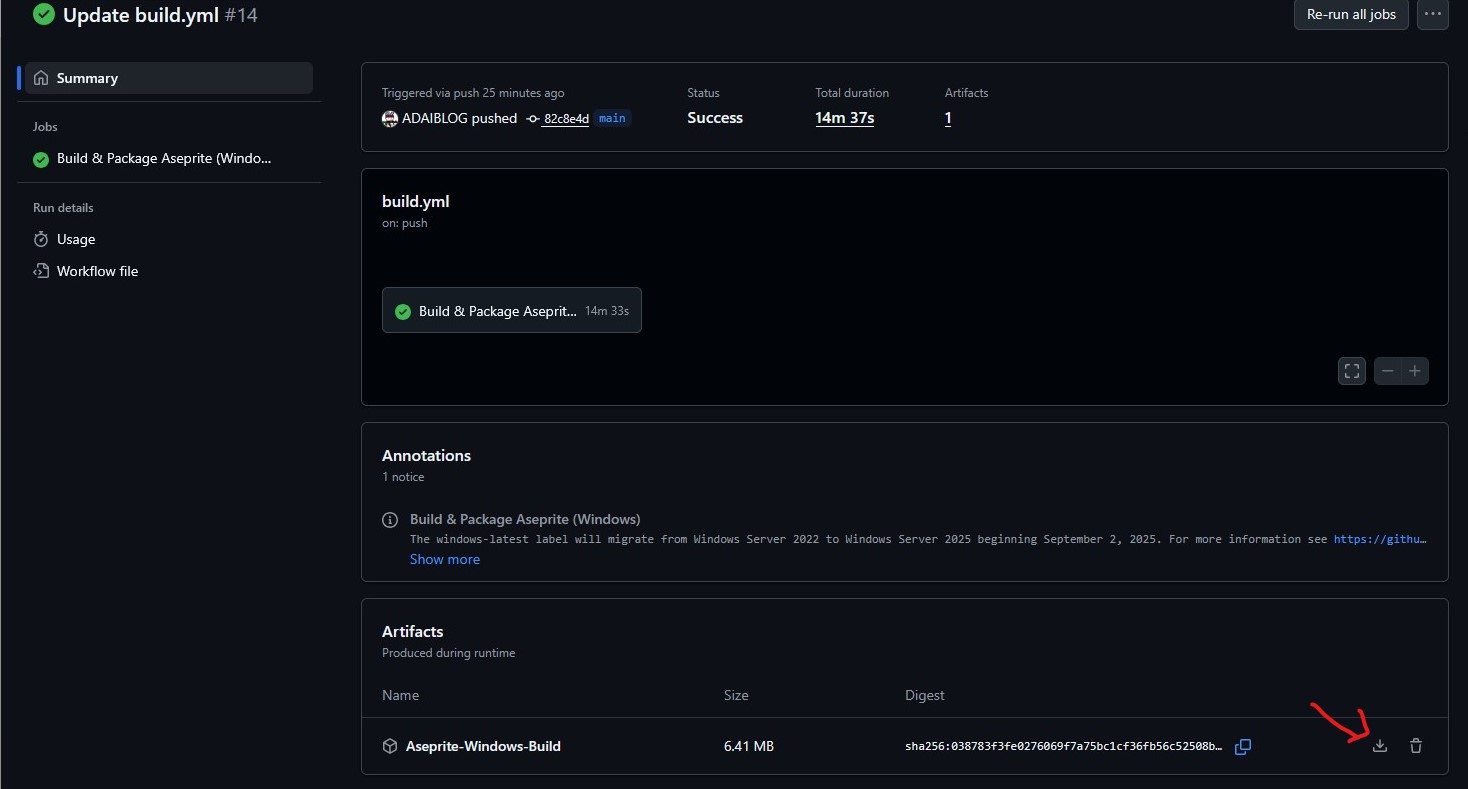 Update build.yml #14
Re-run all jobs
Summary
Jobs
Build & Package Aseprite (Windo...
Run details
Usage
Workflow file
Triggered via push 25 minutes ago
ADAIBLOG pushed 82c8e4d main
Status
Success
Total duration
14m 37s
Artifacts
1
build.yml
on: push
Build & Package Aseprit... 14m 33s
Annotations
1 notice
Build & Package Aseprite (Windows)
The windows-latest label will migrate from Windows Server 2022 to Windows Server 2025 beginning September 2, 2025. For more information see https://githu…
Show more
Artifacts
Produced during runtime
Name Size Digest
Aseprite-Windows-Build 6.41 MB sha256:038783f3fe0276069f7a75bc1cf36fb56c52508b…